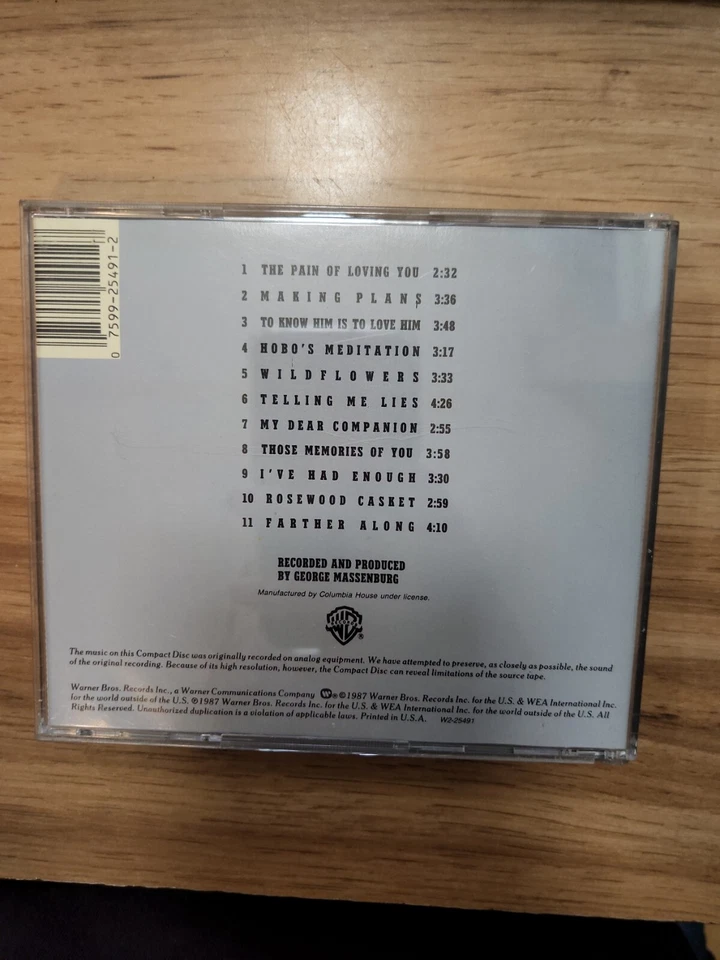 0 7599-25491-2
1 THE PAIN OF LOVING YOU 2:32
2 MAKING PLANS 3:36
3 TO KNOW HIM IS TO LOVE HIM 3:48
4 HOBO'S MEDITATION 3:17
5 WILDFLOWERS 3:33
6 TELLING ME LIES 4:26
7 MY DEAR COMPANION 2:55
8 THOSE MEMORIES OF YOU 3:58
9 I'VE HAD ENOUGH 3:30
10 ROSEWOOD CASKET 2:59
11 FARTHER ALONG 4:10
RECORDED AND PRODUCED
BY GEORGE MASSENBURG
Manufactured by Columbia House under license.
The music on this Compact Disc was originally recorded on analog equipment. We have attempted to preserve, as closely as possible, the sound
of the original recording. Because of its high resolution, however, the Compact Disc can reveal limitations of the source tape.
Warner Bros. Records Inc., a Warner Communications Company ®©1987 Warner Bros. Records Inc. for the U.S. & WEA International Inc.
for the world outside of the U.S. ℗1987 Warner Bros. Records Inc. for the U.S. & WEA International Inc. for the world outside of the U.S. All
Rights Reserved. Unauthorized duplication is a violation of applicable laws. Printed in U.S.A. W2-25491